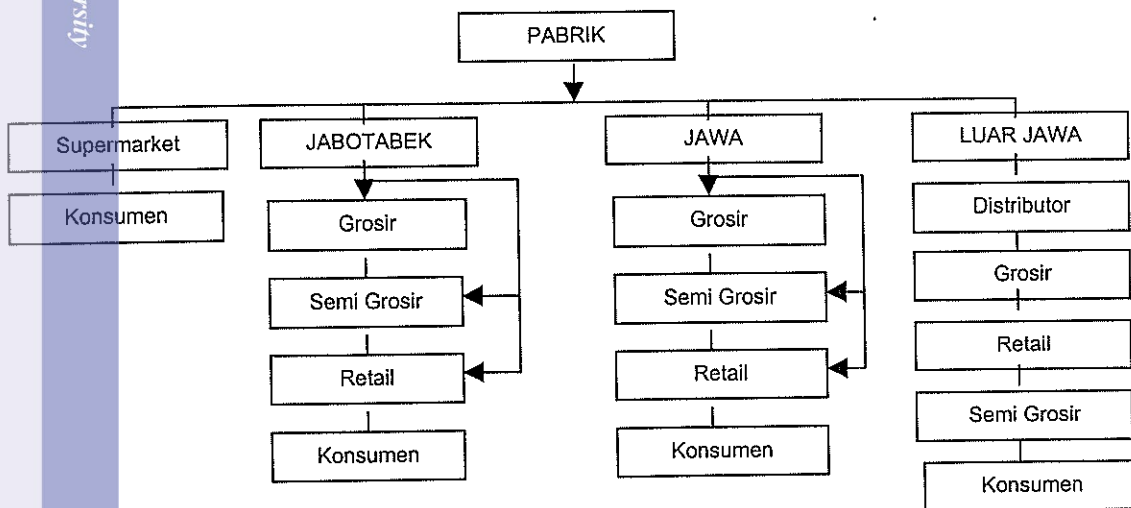 rsity
PABRIK
Supermarket
Konsumen
JABOTABEK
Grosir
Semi Grosir
Retail
Konsumen
JAWA
Grosir
Semi Grosir
Retail
Konsumen
LUAR JAWA
Distributor
Grosir
Retail
Semi Grosir
Konsumen